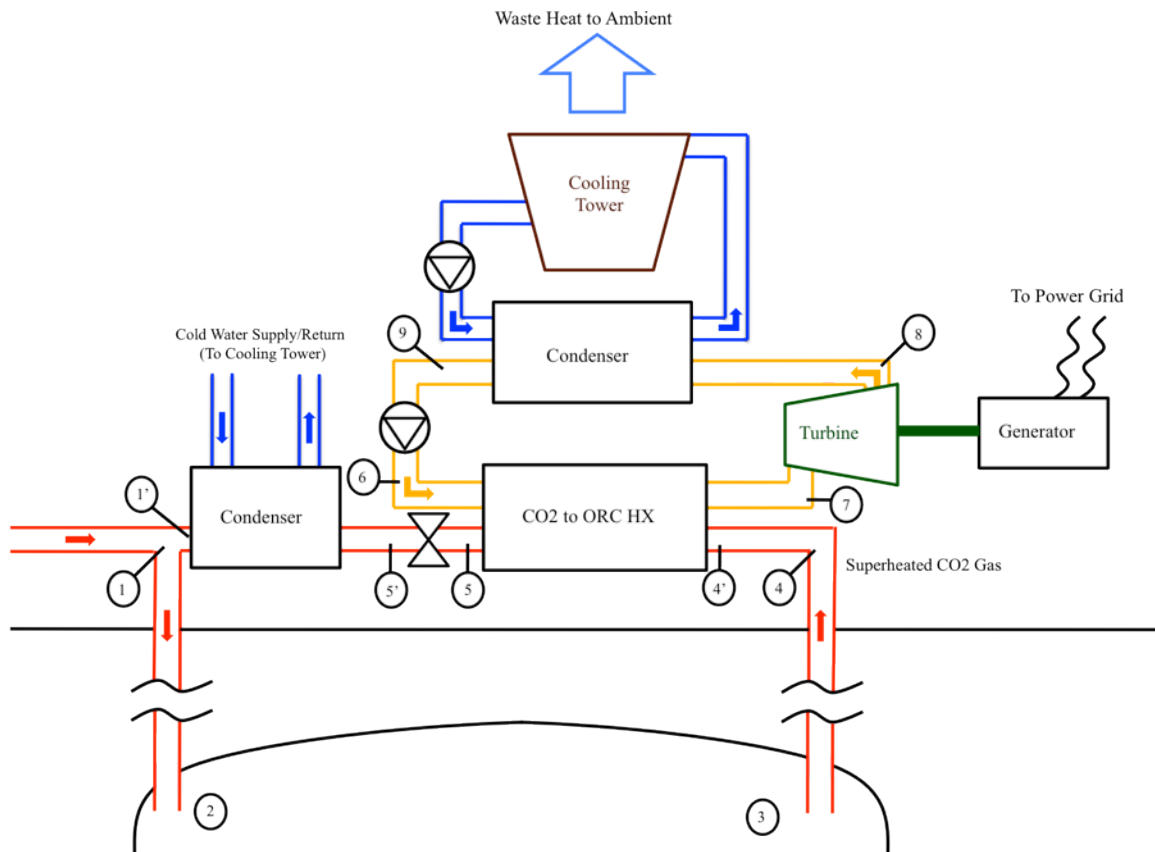 Waste Heat to Ambient
Cooling
Tower
To Power Grid
Cold Water Supply/Return
(To Cooling Tower)
9
Condenser
8
Turbine
Generator
1’
Condenser
6
CO2 to ORC HX
7
1
5’
5
4’
4
Superheated CO2 Gas
2
3